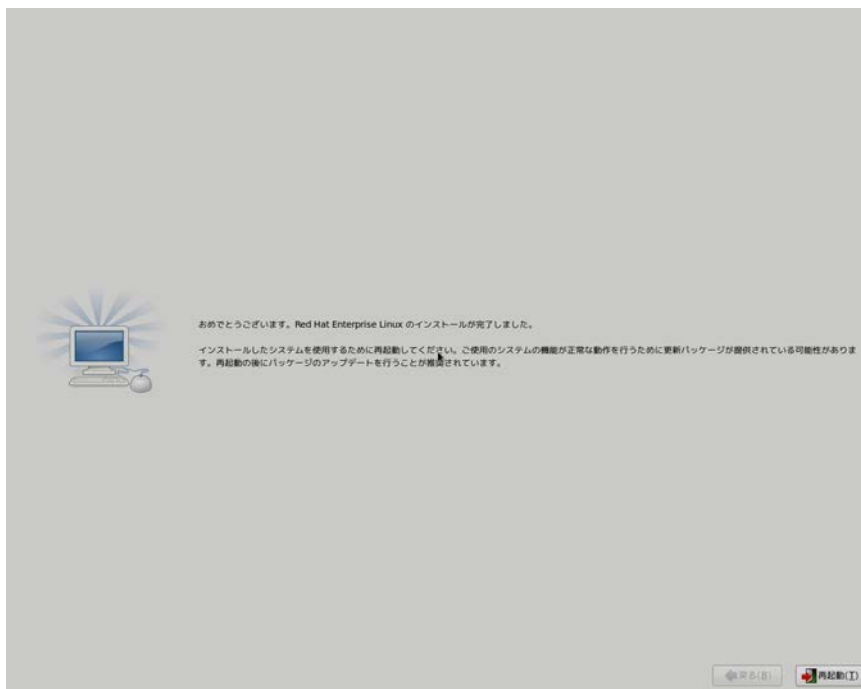 おめでとうございます。Red Hat Enterprise Linux のインストールが完了しました。
インストールしたシステムを使用するために再起動してください。ご使用のシステムの機能が正常な動作を行うために更新パッケージが提供されている可能性がありま
す。再起動の後にパッケージのアップデートを行うことが推奨されています。
戻る(B)
再起動(T)